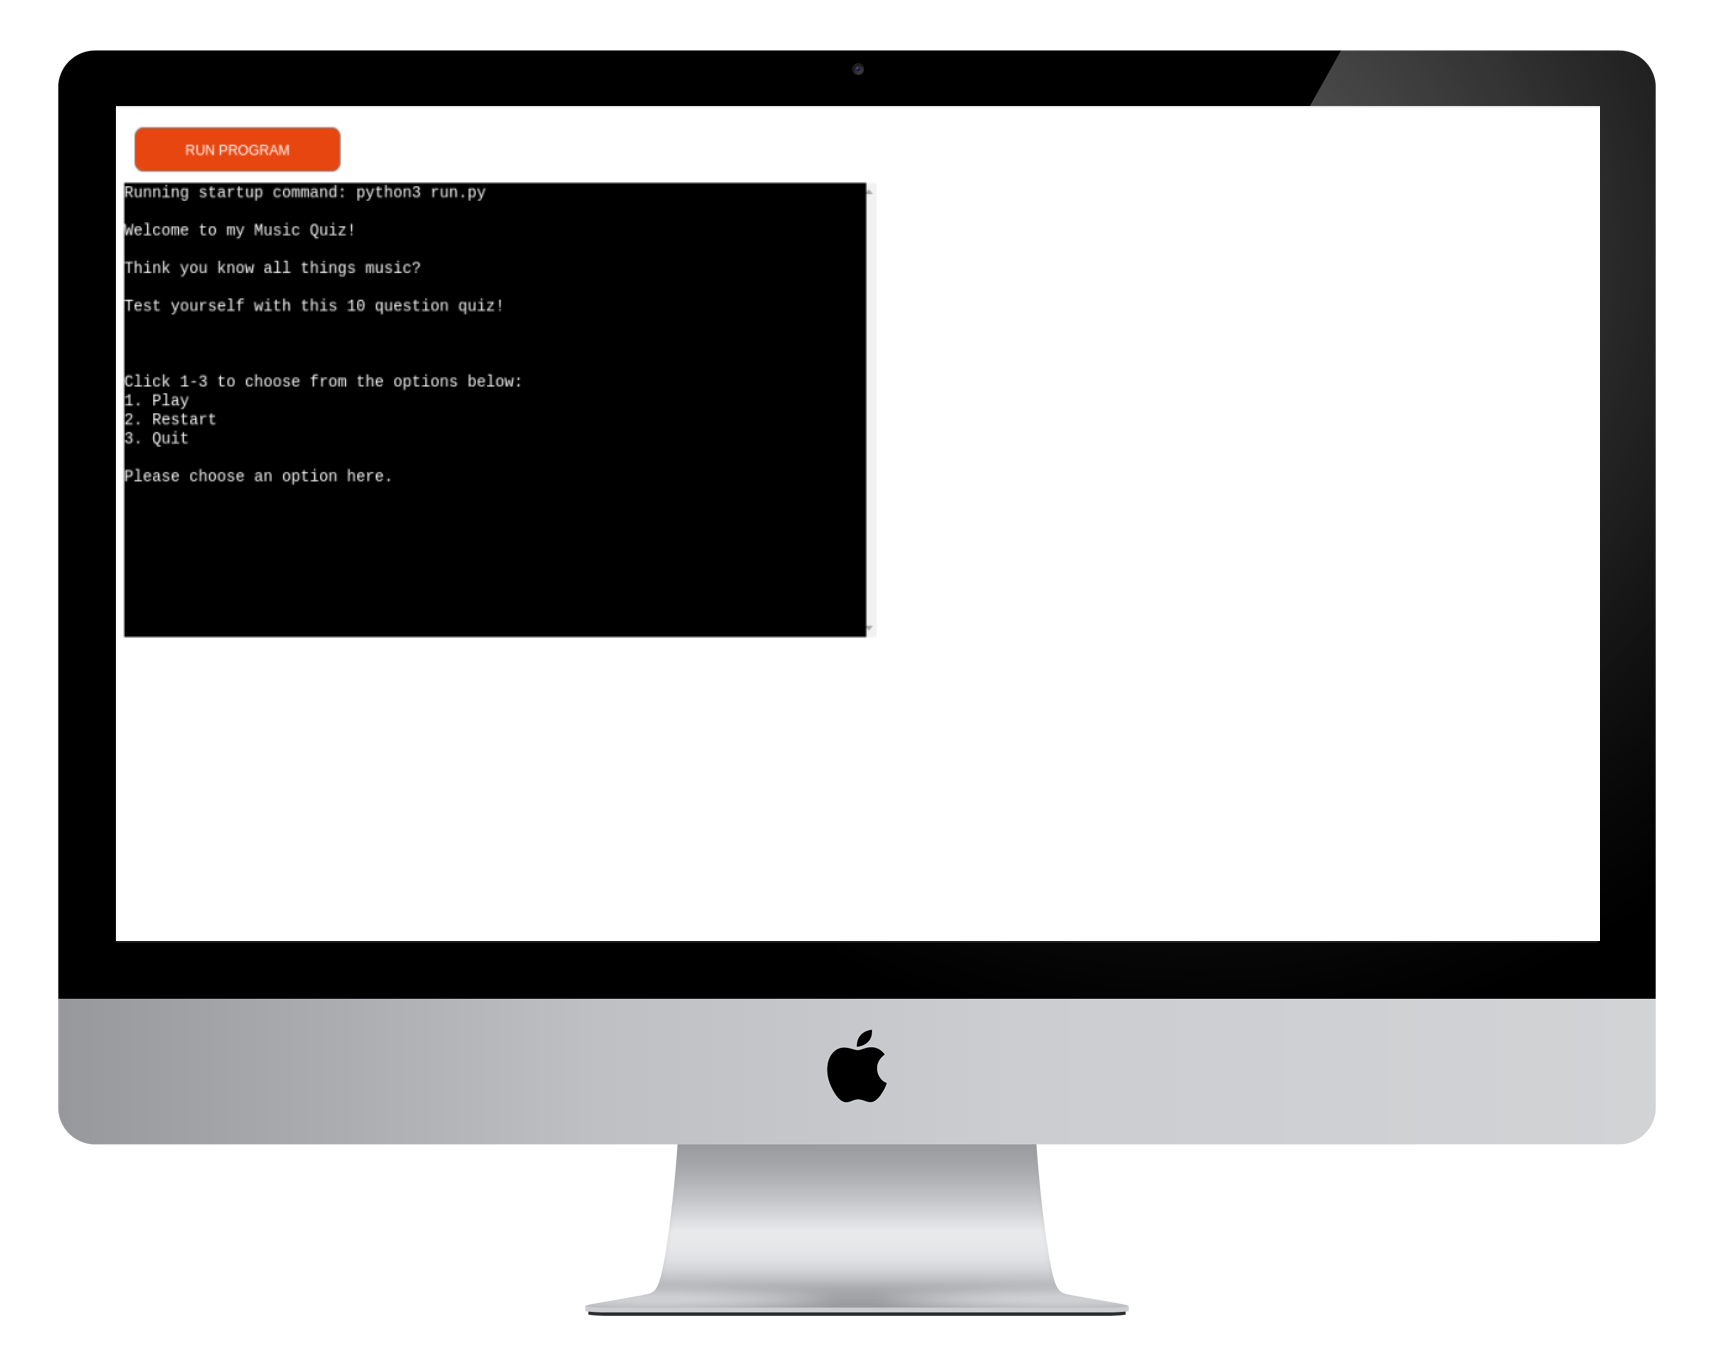 RUN PROGRAM
Running startup command: python3 run.py
Welcome to my Music Quiz!
Think you know all things music?
Test yourself with this 10 question quiz!
Click 1-3 to choose from the options below:
1. Play
2. Restart
3. Quit
Please choose an option here.